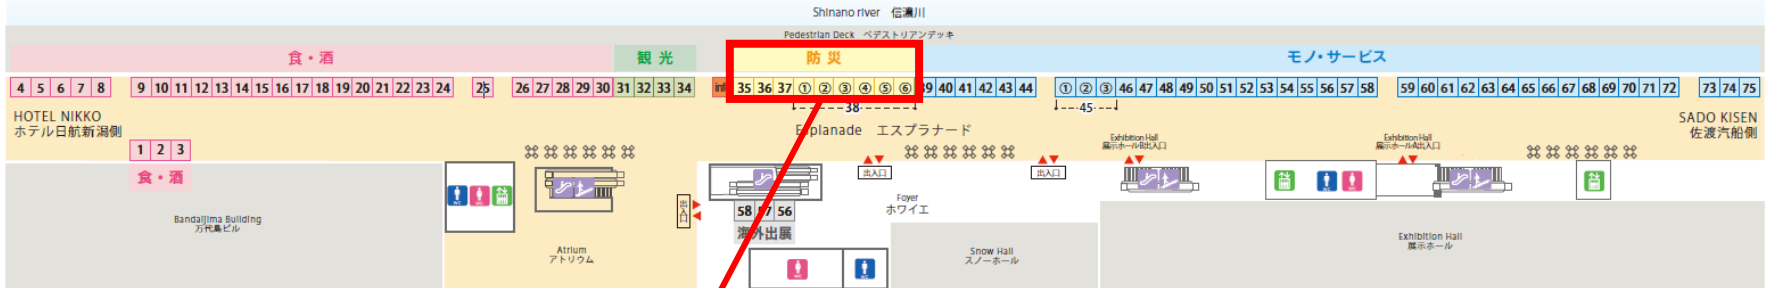 Shinano river 信濃川
Pedestrian Deck ペデストリアンデッキ
食・酒 観光 防災 モノ・サービス
4 5 6 7 8 9 10 11 12 13 14 15 16 17 18 19 20 21 22 23 24 25 26 27 28 29 30 31 32 33 34 info 35 36 37 ① ② ③ ④ ⑤ ⑥ 39 40 41 42 43 44 ① ② ③ 46 47 48 49 50 51 52 53 54 55 56 57 58 59 60 61 62 63 64 65 66 67 68 69 70 71 72 73 74 75
38 45
HOTEL NIKKO
ホテル日航新潟側
Esplanade エスプラナード
SADO KISEN
佐渡汽船側
Exhibition Hall
展示ホールB出入口
Exhibition Hall
展示ホールA出入口
1 2 3
食・酒
出入口
出入口
出入口
58 57 56
海外出展
Foyer
ホワイエ
Bandaijima Building
万代島ビル
Atrium
アトリウム
Snow Hall
スノーホール
Exhibition Hall
展示ホール